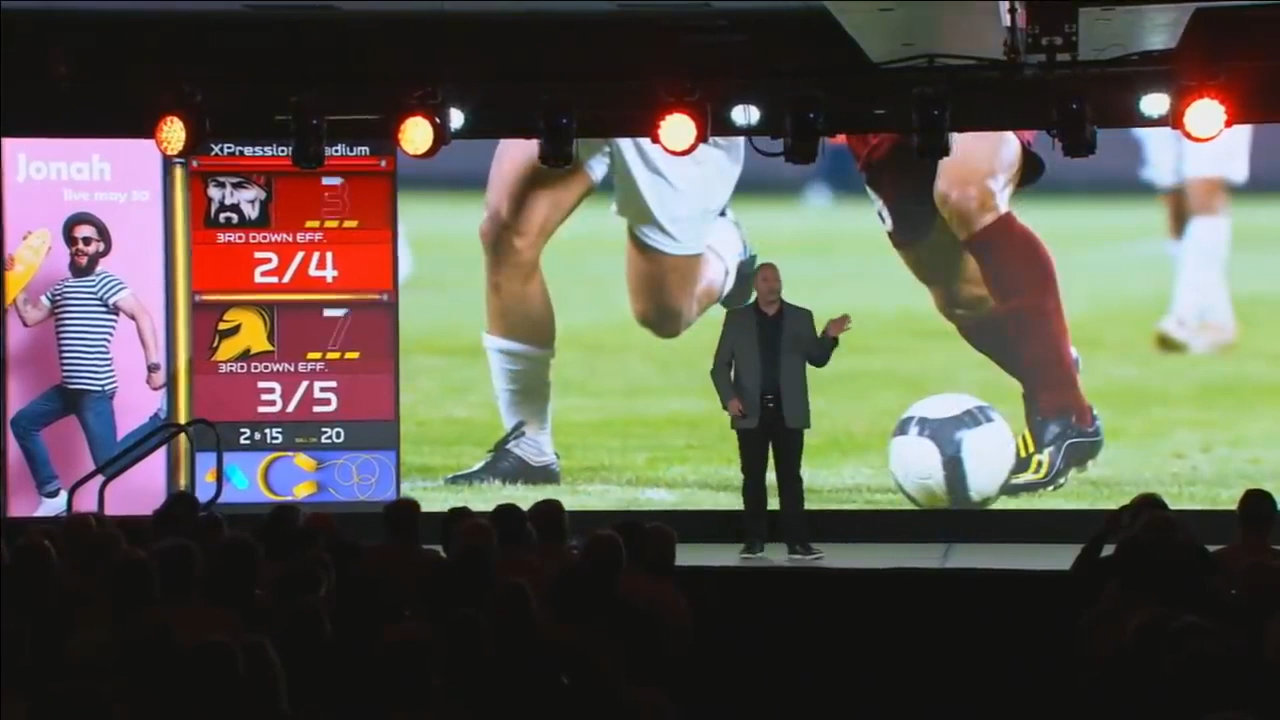 Jonah
live may 30
XPression Stadium
3
3RD DOWN EFF.
2/4
7
3RD DOWN EFF.
3/5
2 & 15
20